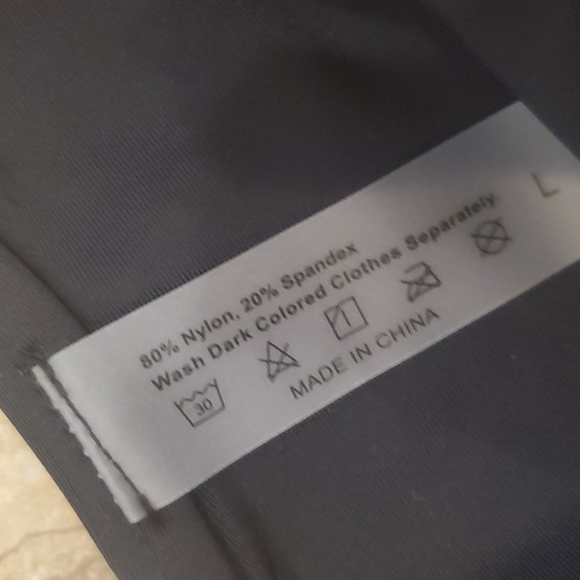 L
80% Nylon, 20% Spandex
Wash Dark Colored Clothes Separately.
30
MADE IN CHINA